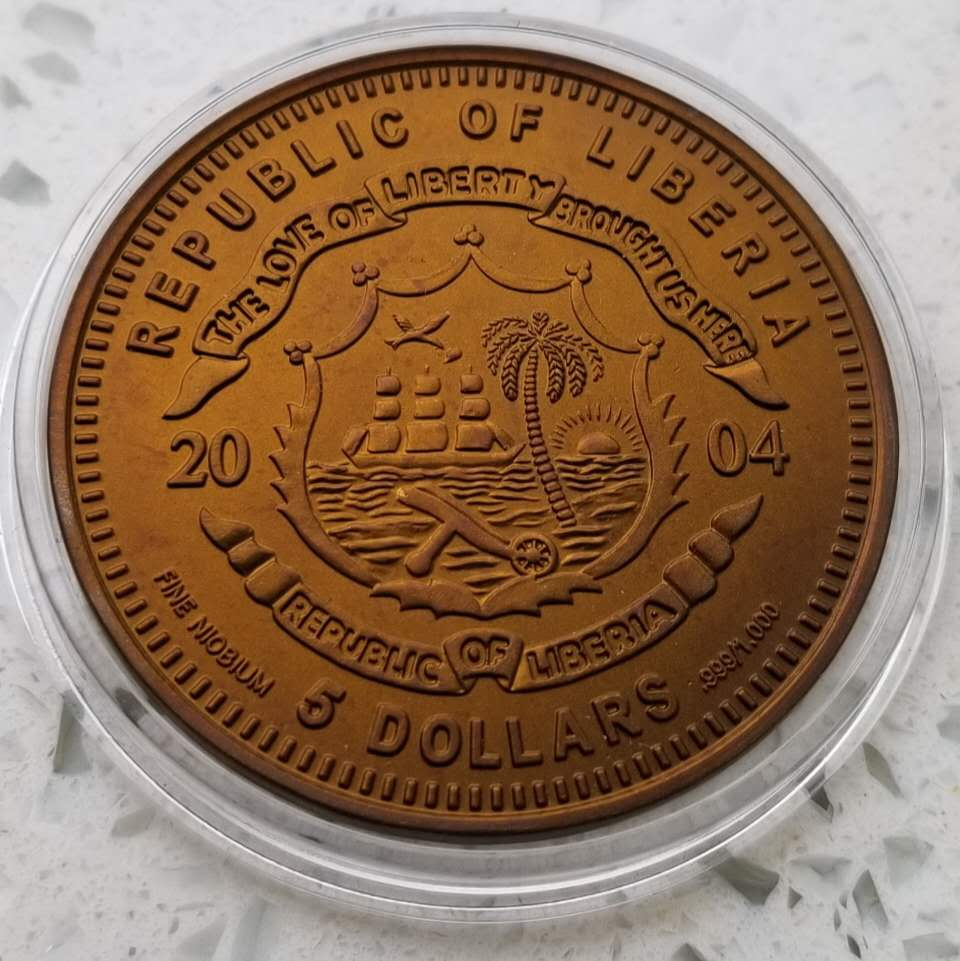 REPUBLIC OF LIBERIA
THE LOVE OF LIBERTY BROUGHT US HERE
20 04
FINE NIOBIUM
.999/1,000
REPUBLIC OF LIBERIA
5 DOLLARS